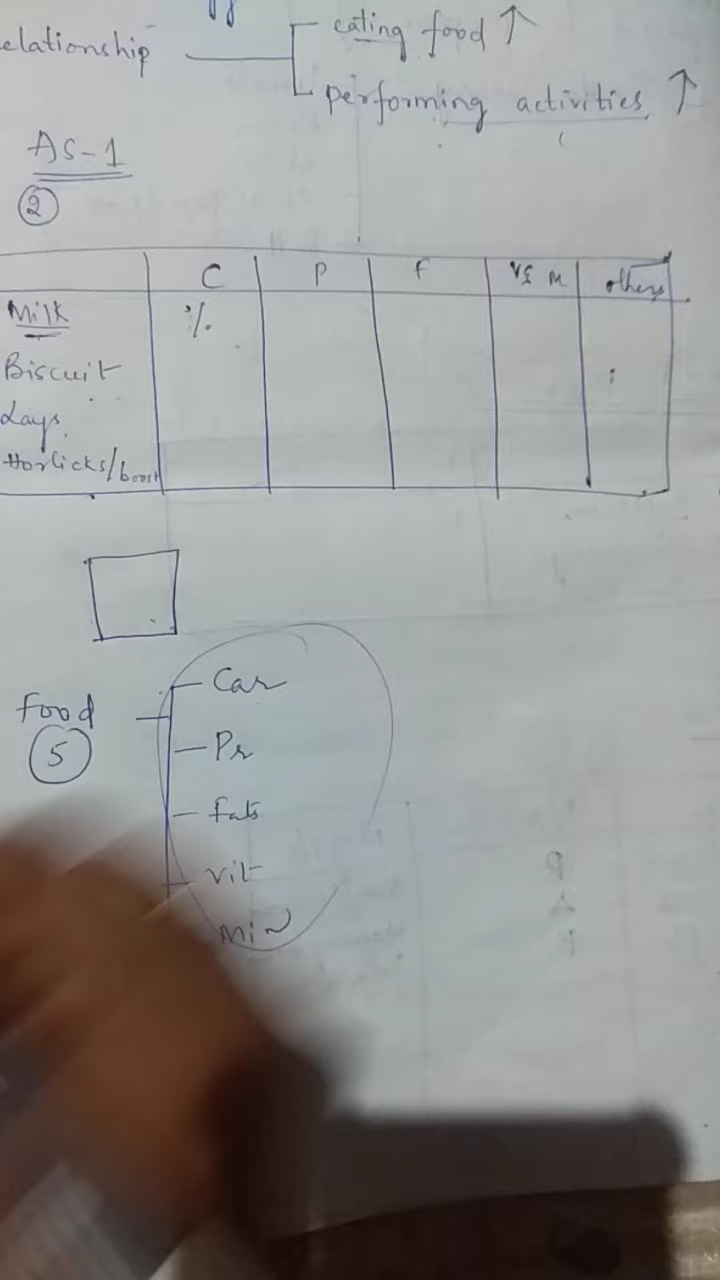 elationship
eating food ↑
performing activities ↑
AS-1
2
C P F V& M others
Milk %
Biscuit
Lays
Horlicks/boost
Food
5
Car
Pr
fats
vit
min